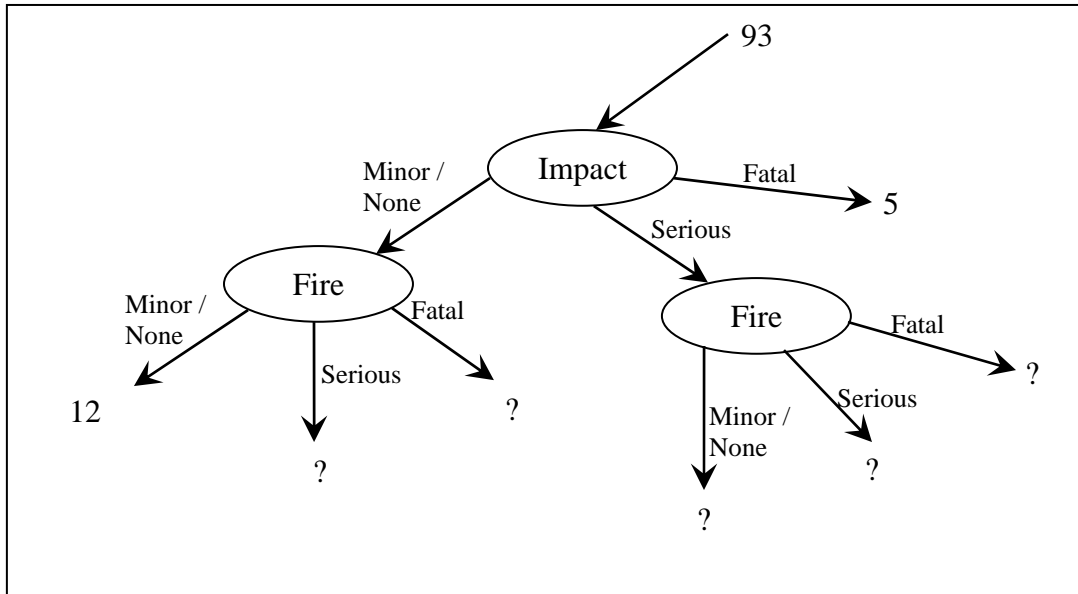 93
Impact
Minor /
None
Fatal
5
Serious
Fire
Minor /
None
Fatal
Serious
12
?
?
Fire
Fatal
?
Serious
Minor /
None
?
?